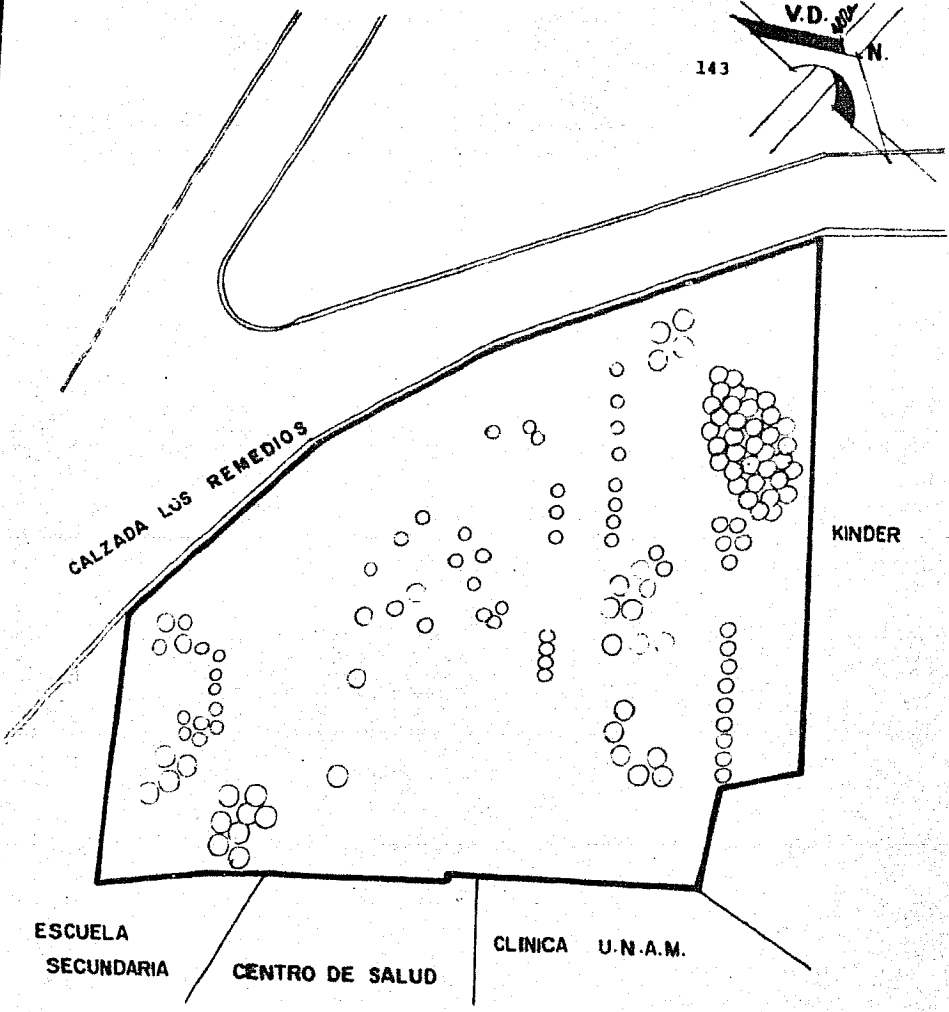 V.D.
N.
143
CALZADA LOS REMEDIOS
KINDER
ESCUELA
SECUNDARIA
CENTRO DE SALUD
CLINICA U.N.A.M.